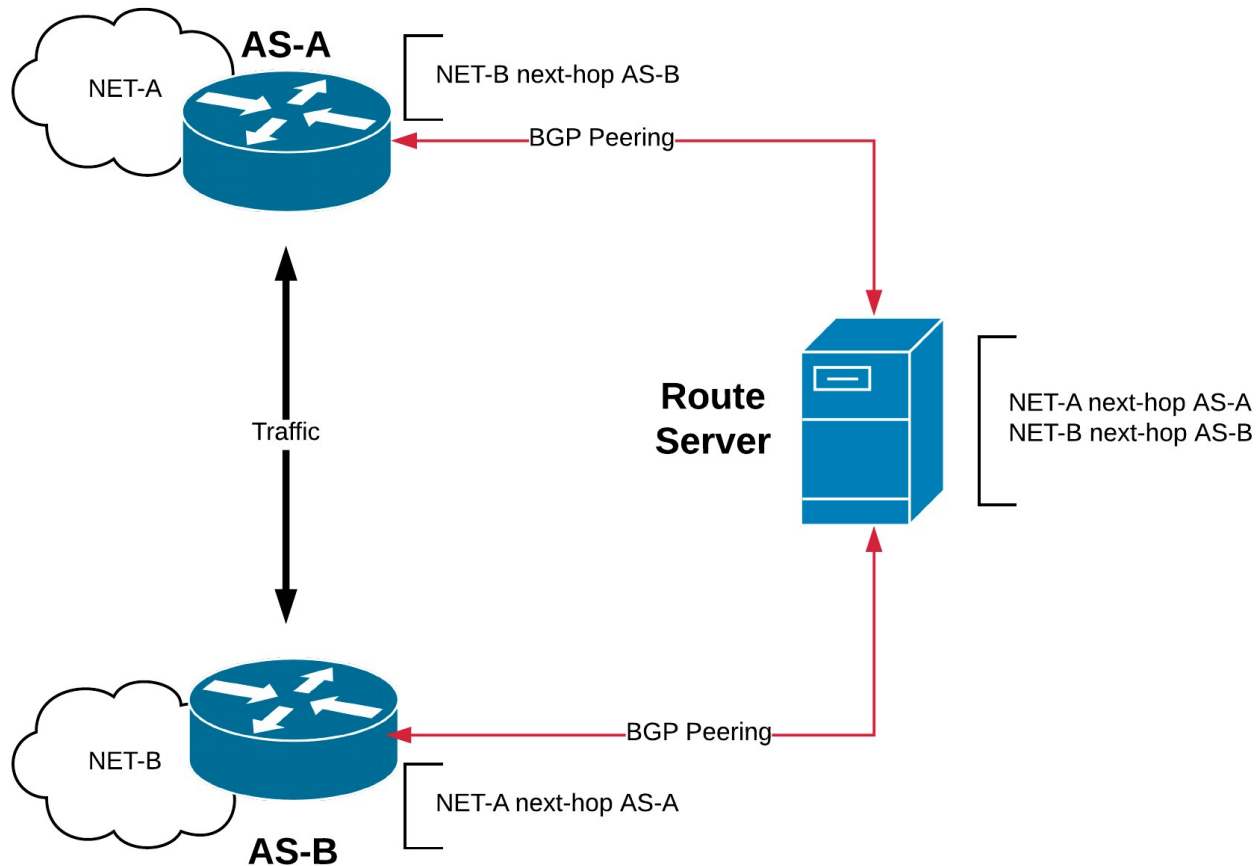 AS-A
NET-A
NET-B next-hop AS-B
BGP Peering
Traffic
Route
Server
NET-A next-hop AS-A
NET-B next-hop AS-B
BGP Peering
NET-B
NET-A next-hop AS-A
AS-B